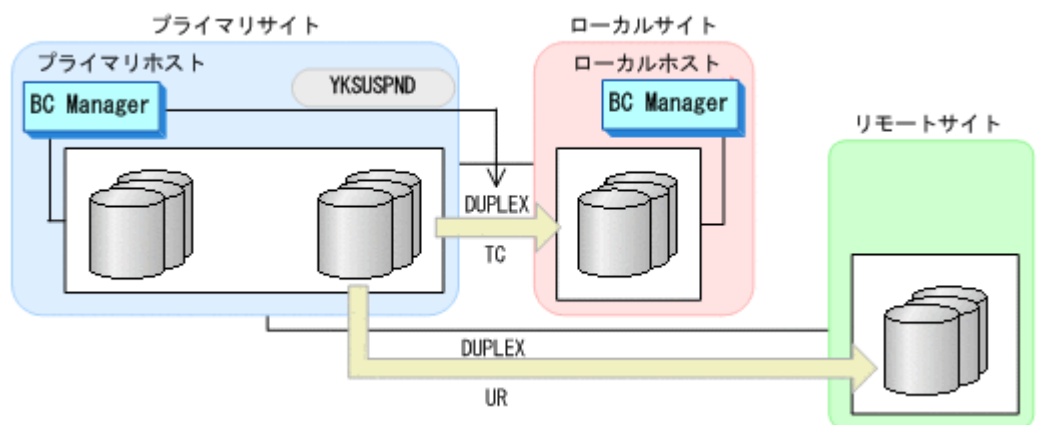 プライマリサイト
ローカルサイト
プライマリホスト
ローカルホスト
YKSUSPND
BC Manager
BC Manager
リモートサイト
DUPLEX
TC
DUPLEX
UR